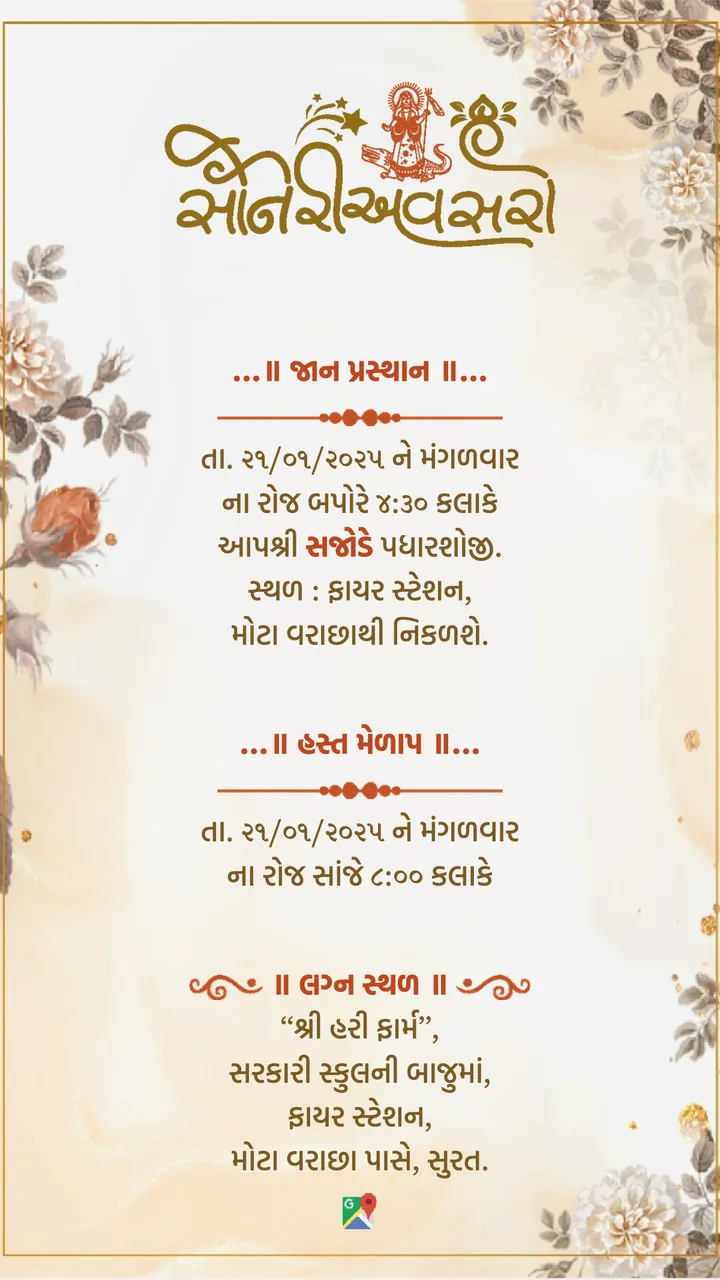 સોનેરી અવસરો
...॥ જાન પ્રસ્થાન ॥...
તા. ૨૧/૦૧/૨૦૨૫ ને મંગળવાર
ના રોજ બપોરે ૪:૩૦ કલાકે
આપશ્રી સજોડે પધારશોજી.
સ્થળ : ફાયર સ્ટેશન,
મોટા વરાછાથી નિકળશે.
...॥ હસ્ત મેળાપ ॥...
તા. ૨૧/૦૧/૨૦૨૫ ને મંગળવાર
ના રોજ સાંજે ૮:૦૦ કલાકે
॥ લગ્ન સ્થળ ॥
“શ્રી હરી ફાર્મ”,
સરકારી સ્કુલની બાજુમાં,
ફાયર સ્ટેશન,
મોટા વરાછા પાસે, સુરત.
G